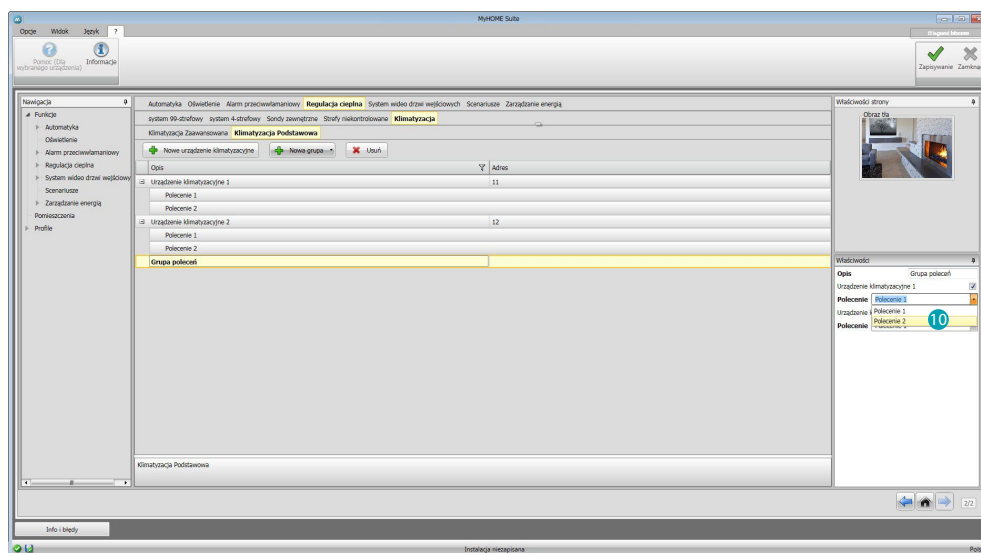 MyHOME Suite
Opcje Widok Język ?
Pomoc (Dla wybranego urządzenia)
Informacje
Zapisywanie
Nawigacja
Funkcje
Automatyka
Oświetlenie
Alarm przeciwwłamaniowy
Regulacja cieplna
System wideo drzwi wejściowy
Scenariusze
Zarządzanie energią
Pomieszczenia
Profile
Automatyka Oświetlenie Alarm przeciwwłamaniowy Regulacja cieplna System wideo drzwi wejściowych Scenariusze Zarządzanie energią
system 99-strefowy system 4-strefowy Sondy zewnętrzne Strefy niekontrolowane Klimatyzacja
Klimatyzacja Zaawansowana Klimatyzacja Podstawowa
Nowe urządzenie klimatyzacyjne Nowa grupa Usuń
Opis Adres
Urządzenie klimatyzacyjne 1 11
Polecenie 1
Polecenie 2
Urządzenie klimatyzacyjne 2 12
Polecenie 1
Polecenie 2
Grupa poleceń
Klimatyzacja Podstawowa
Właściwości strony
Obraz tła
Właściwości
Opis Grupa poleceń
Urządzenie klimatyzacyjne 1
Polecenie Polecenie 1
Polecenie 1
Polecenie 2
10
Polecenie
2/2
Info i błędy
Instalacja niezapisana